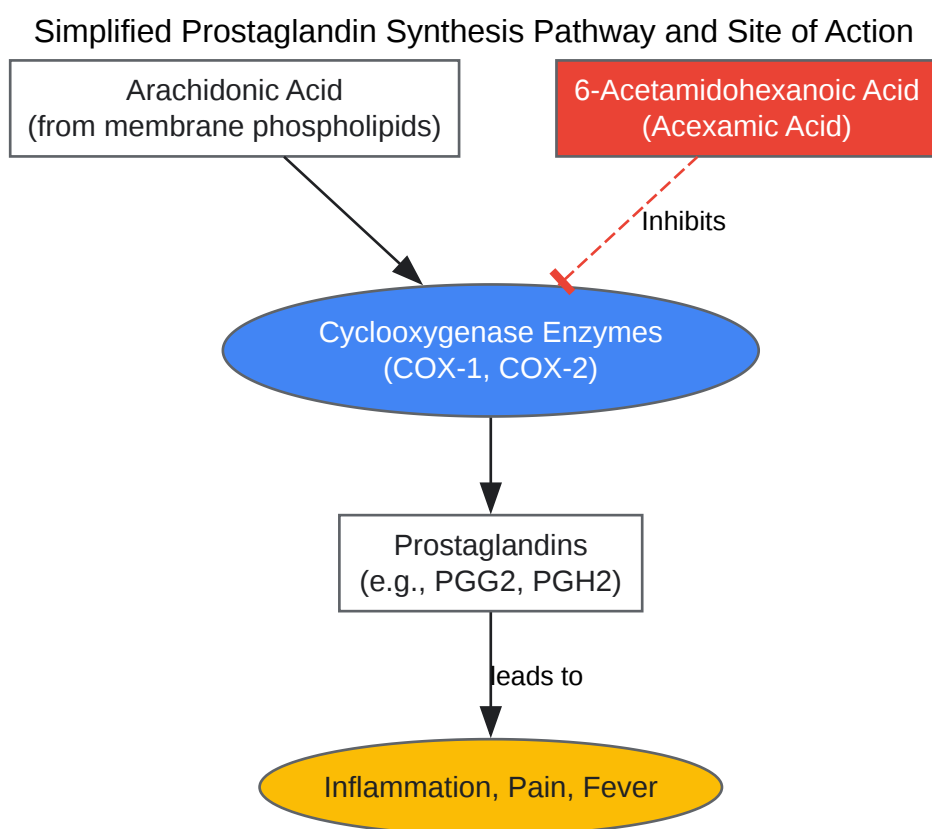 Simplified Prostaglandin Synthesis Pathway and Site of Action
Arachidonic Acid
(from membrane phospholipids)
6-Acetamidohexanoic Acid
(Acexamic Acid)
Inhibits
Cyclooxygenase Enzymes
(COX-1, COX-2)
Prostaglandins
(e.g., PGG2, PGH2)
leads to
Inflammation, Pain, Fever